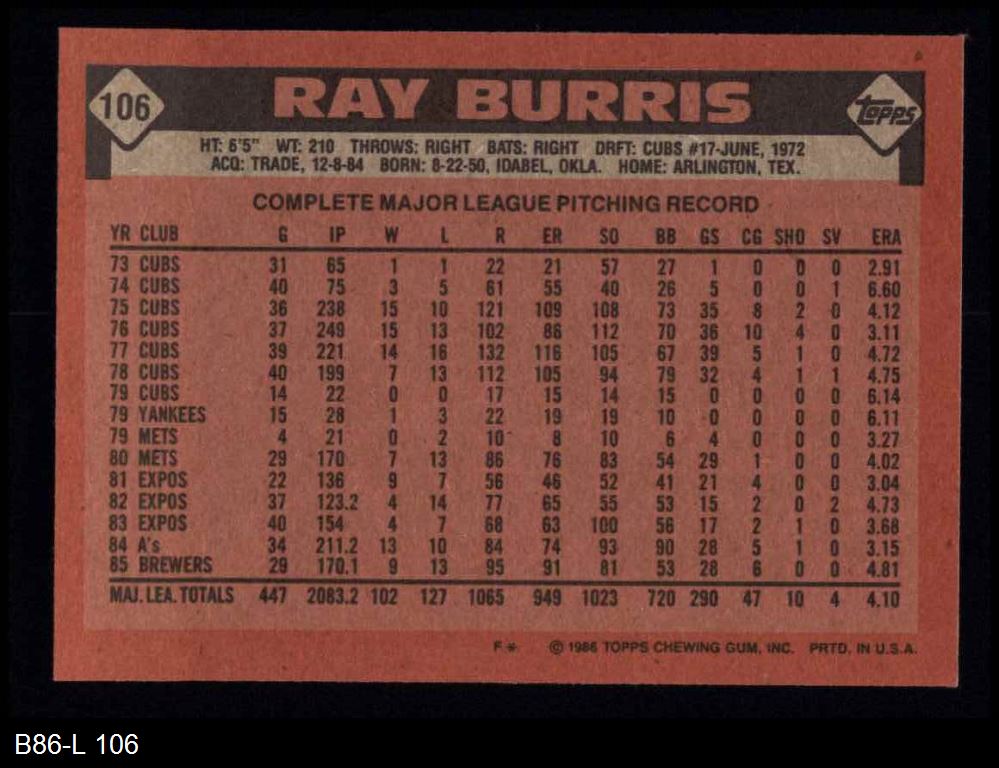 106 RAY BURRIS Topps
HT: 6'5" WT: 210 THROWS: RIGHT BATS: RIGHT DRFT: CUBS #17-JUNE, 1972
ACQ: TRADE, 12-8-84 BORN: 8-22-50, IDABEL, OKLA. HOME: ARLINGTON, TEX.
COMPLETE MAJOR LEAGUE PITCHING RECORD
YR CLUB G IP W L R ER SO BB GS CG SHO SV ERA
73 CUBS 31 65 1 1 22 21 57 27 1 0 0 0 2.91
74 CUBS 40 75 3 5 61 55 40 26 5 0 0 1 6.60
75 CUBS 36 238 15 10 121 109 108 73 35 8 2 0 4.12
76 CUBS 37 249 15 13 102 86 112 70 36 10 4 0 3.11
77 CUBS 39 221 14 16 132 116 105 67 39 5 1 0 4.72
78 CUBS 40 199 7 13 112 105 94 79 32 4 1 1 4.75
79 CUBS 14 22 0 0 17 15 14 15 0 0 0 0 6.14
79 YANKEES 15 28 1 3 22 19 19 10 0 0 0 0 6.11
79 METS 4 21 0 2 10 8 10 6 4 0 0 0 3.27
80 METS 29 170 7 13 86 76 83 54 29 1 0 0 4.02
81 EXPOS 22 136 9 7 56 46 52 41 21 4 0 0 3.04
82 EXPOS 37 123.2 4 14 77 65 55 53 15 2 0 2 4.73
83 EXPOS 40 154 4 7 68 63 100 56 17 2 1 0 3.68
84 A's 34 211.2 13 10 84 74 93 90 28 5 1 0 3.15
85 BREWERS 29 170.1 9 13 95 91 81 53 28 6 0 0 4.81
MAJ. LEA. TOTALS 447 2083.2 102 127 1065 949 1023 720 290 47 10 4 4.10
F* © 1986 TOPPS CHEWING GUM, INC. PRTD. IN U.S.A.
B86-L 106